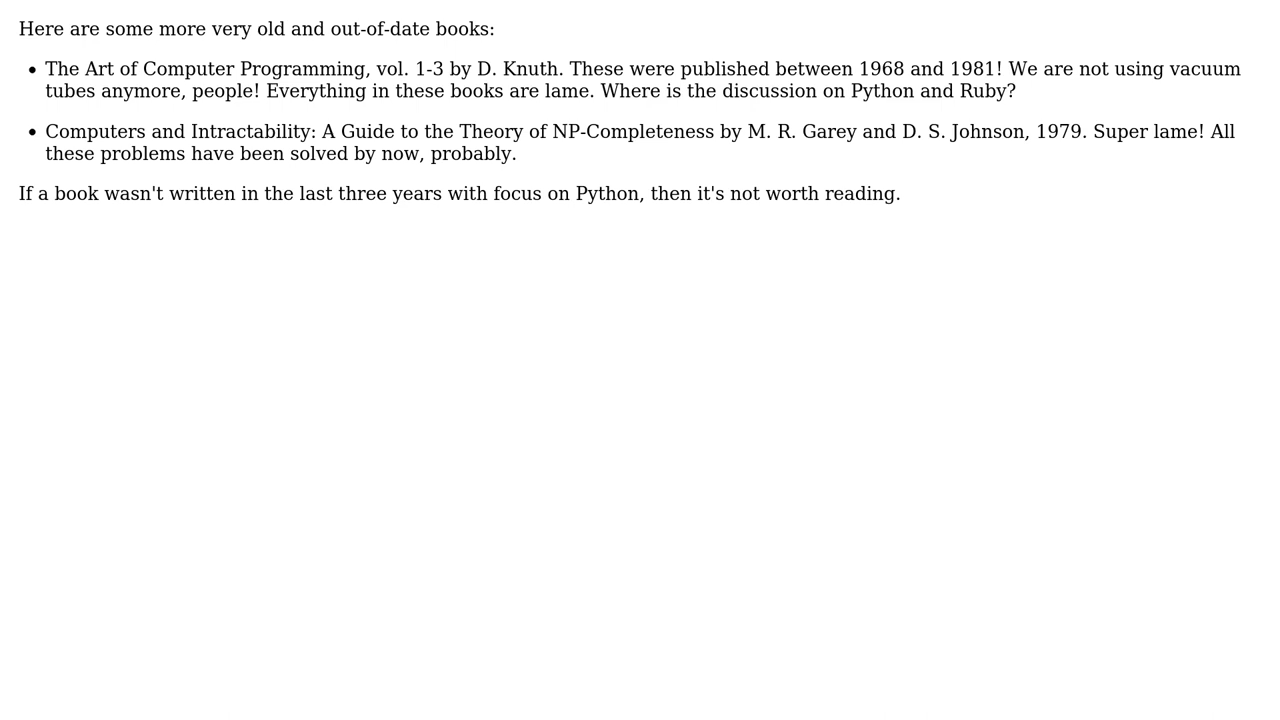 Here are some more very old and out-of-date books:
• The Art of Computer Programming, vol. 1-3 by D. Knuth. These were published between 1968 and 1981! We are not using vacuum
tubes anymore, people! Everything in these books are lame. Where is the discussion on Python and Ruby?
• Computers and Intractability: A Guide to the Theory of NP-Completeness by M. R. Garey and D. S. Johnson, 1979. Super lame! All
these problems have been solved by now, probably.
If a book wasn't written in the last three years with focus on Python, then it's not worth reading.